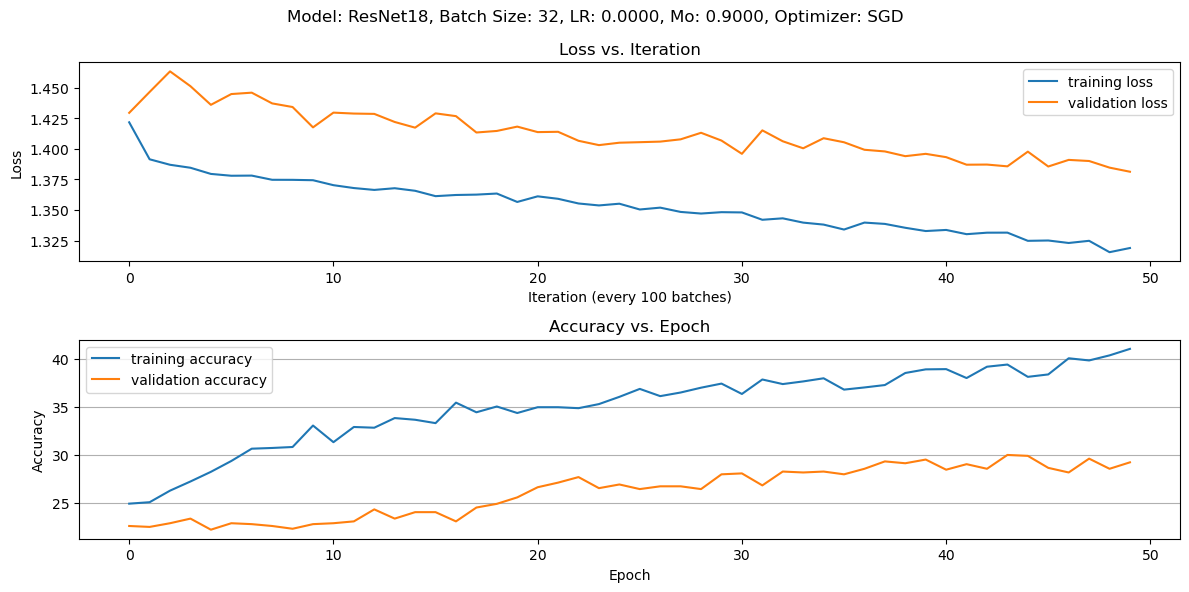 Model: ResNet18, Batch Size: 32, LR: 0.0000, Mo: 0.9000, Optimizer: SGD
Loss vs. Iteration
Loss
1.450
1.425
1.400
1.375
1.350
1.325
training loss
validation loss
0 10 20 30 40 50
Iteration (every 100 batches)
Accuracy vs. Epoch
Accuracy
40
35
30
25
training accuracy
validation accuracy
0 10 20 30 40 50
Epoch